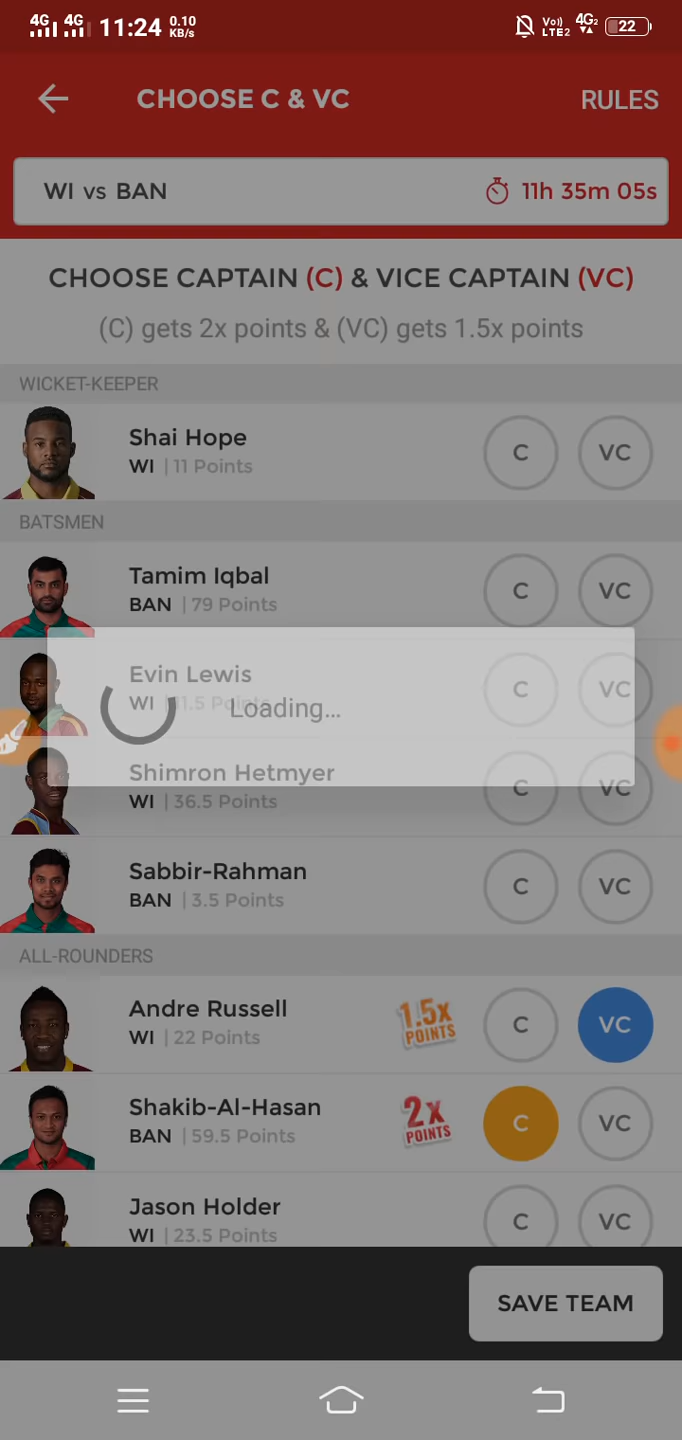 4G 4G 11:24 0.10 KB/s Vo)) LTE2 4G2 22
CHOOSE C & VC RULES
WI vs BAN 11h 35m 05s
CHOOSE CAPTAIN (C) & VICE CAPTAIN (VC)
(C) gets 2x points & (VC) gets 1.5x points
WICKET-KEEPER
Shai Hope
WI | 11 Points C VC
BATSMEN
Tamim Iqbal
BAN | 79 Points C VC
Evin Lewis
WI | 11.5 Points C VC
Loading...
Shimron Hetmyer
WI | 36.5 Points C VC
Sabbir-Rahman
BAN | 3.5 Points C VC
ALL-ROUNDERS
Andre Russell
WI | 22 Points 1.5x POINTS C VC
Shakib-Al-Hasan
BAN | 59.5 Points 2x POINTS C VC
Jason Holder
WI | 23.5 Points C VC
SAVE TEAM